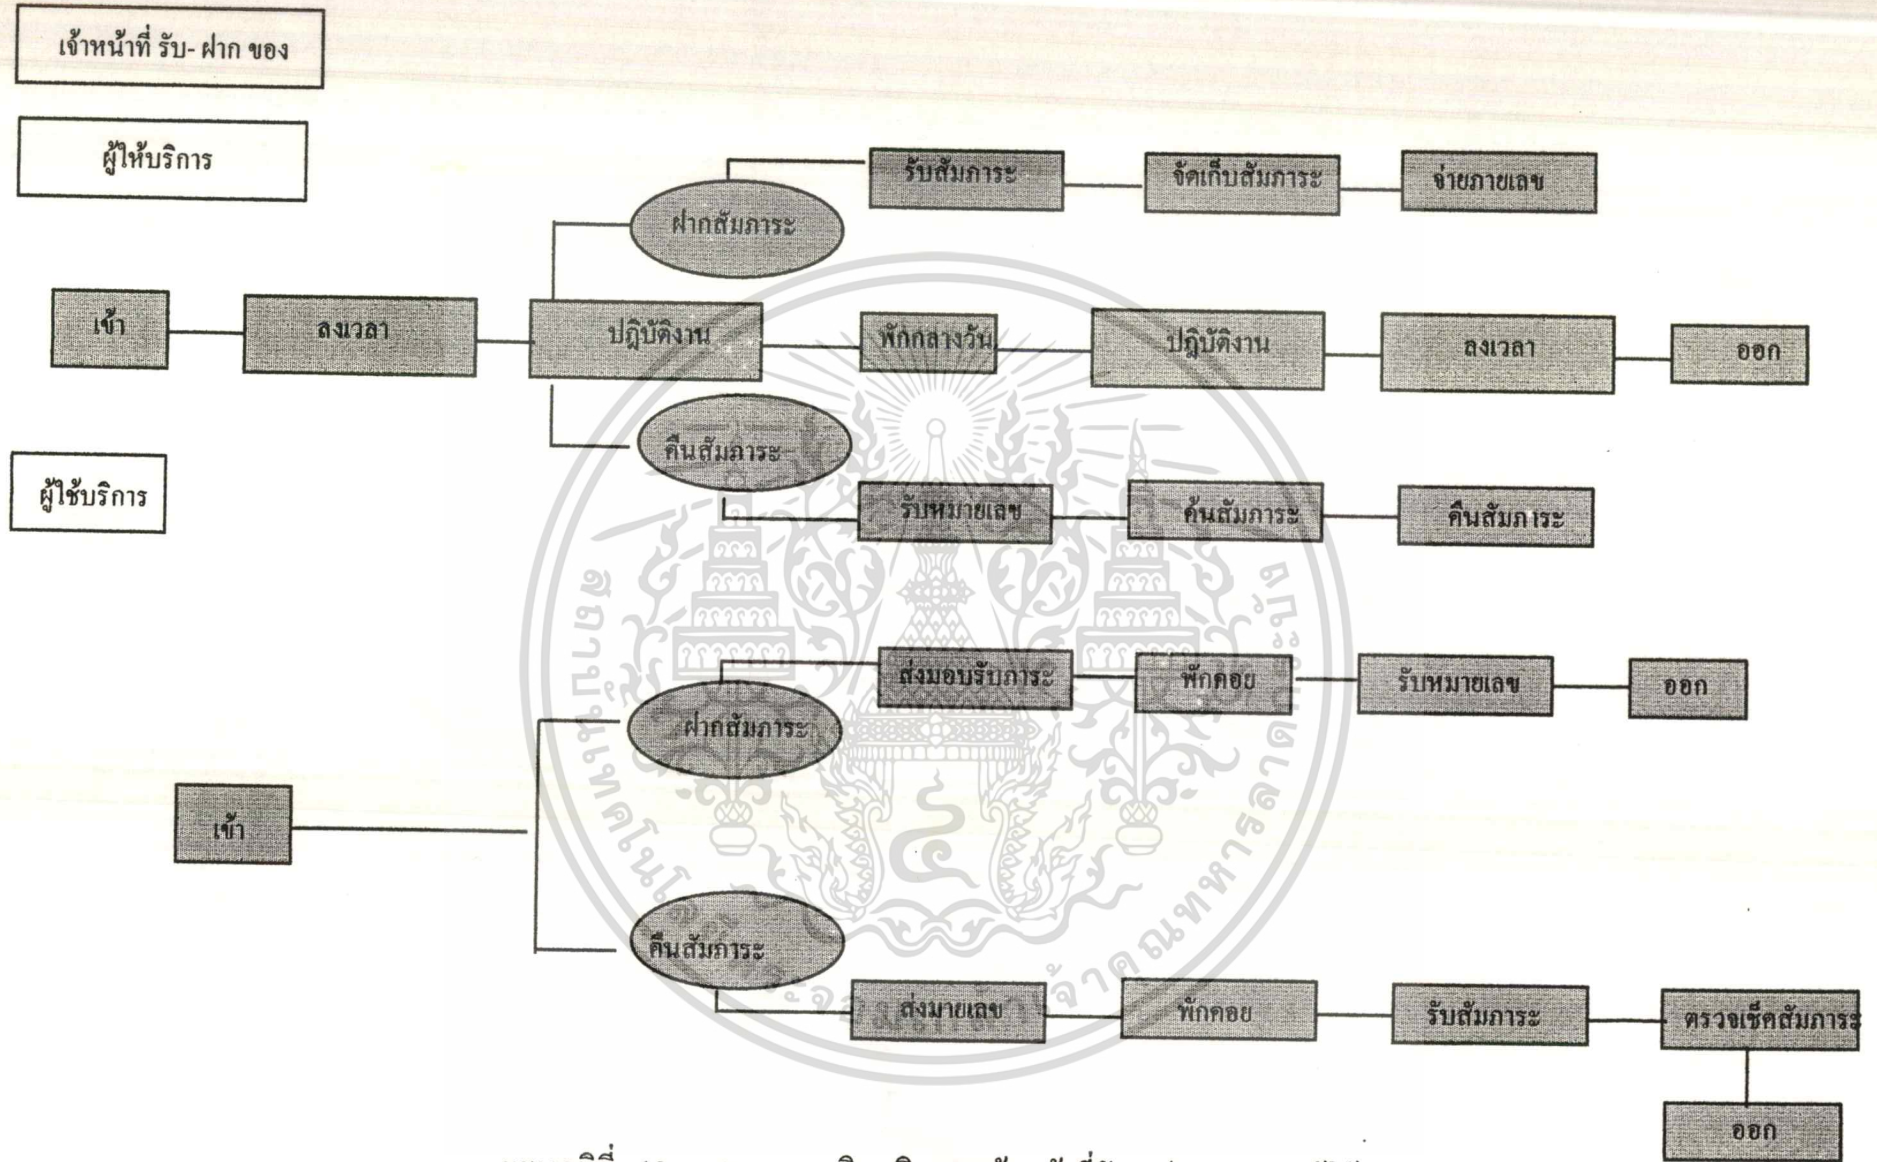 เจ้าหน้าที่ รับ- ฝาก ของ
ผู้ให้บริการ
รับสัมภาระ
จัดเก็บสัมภาระ
จ่ายภายเลข
ฝากสัมภาระ
เข้า
ลงเวลา
ปฎิบัติงาน
พักกลางวัน
ปฎิบัติงาน
ลงเวลา
ออก
คืนสัมภาระ
ผู้ใช้บริการ
รับหมายเลข
ค้นสัมภาระ
คืนสัมภาระ
ส่งมอบรับภาระ
พักคอย
รับหมายเลข
ออก
ฝากสัมภาระ
เข้า
คืนสัมภาระ
ส่งมายเลข
พักคอย
รับสัมภาระ
ตรวจเช็คสัมภาระ
ออก